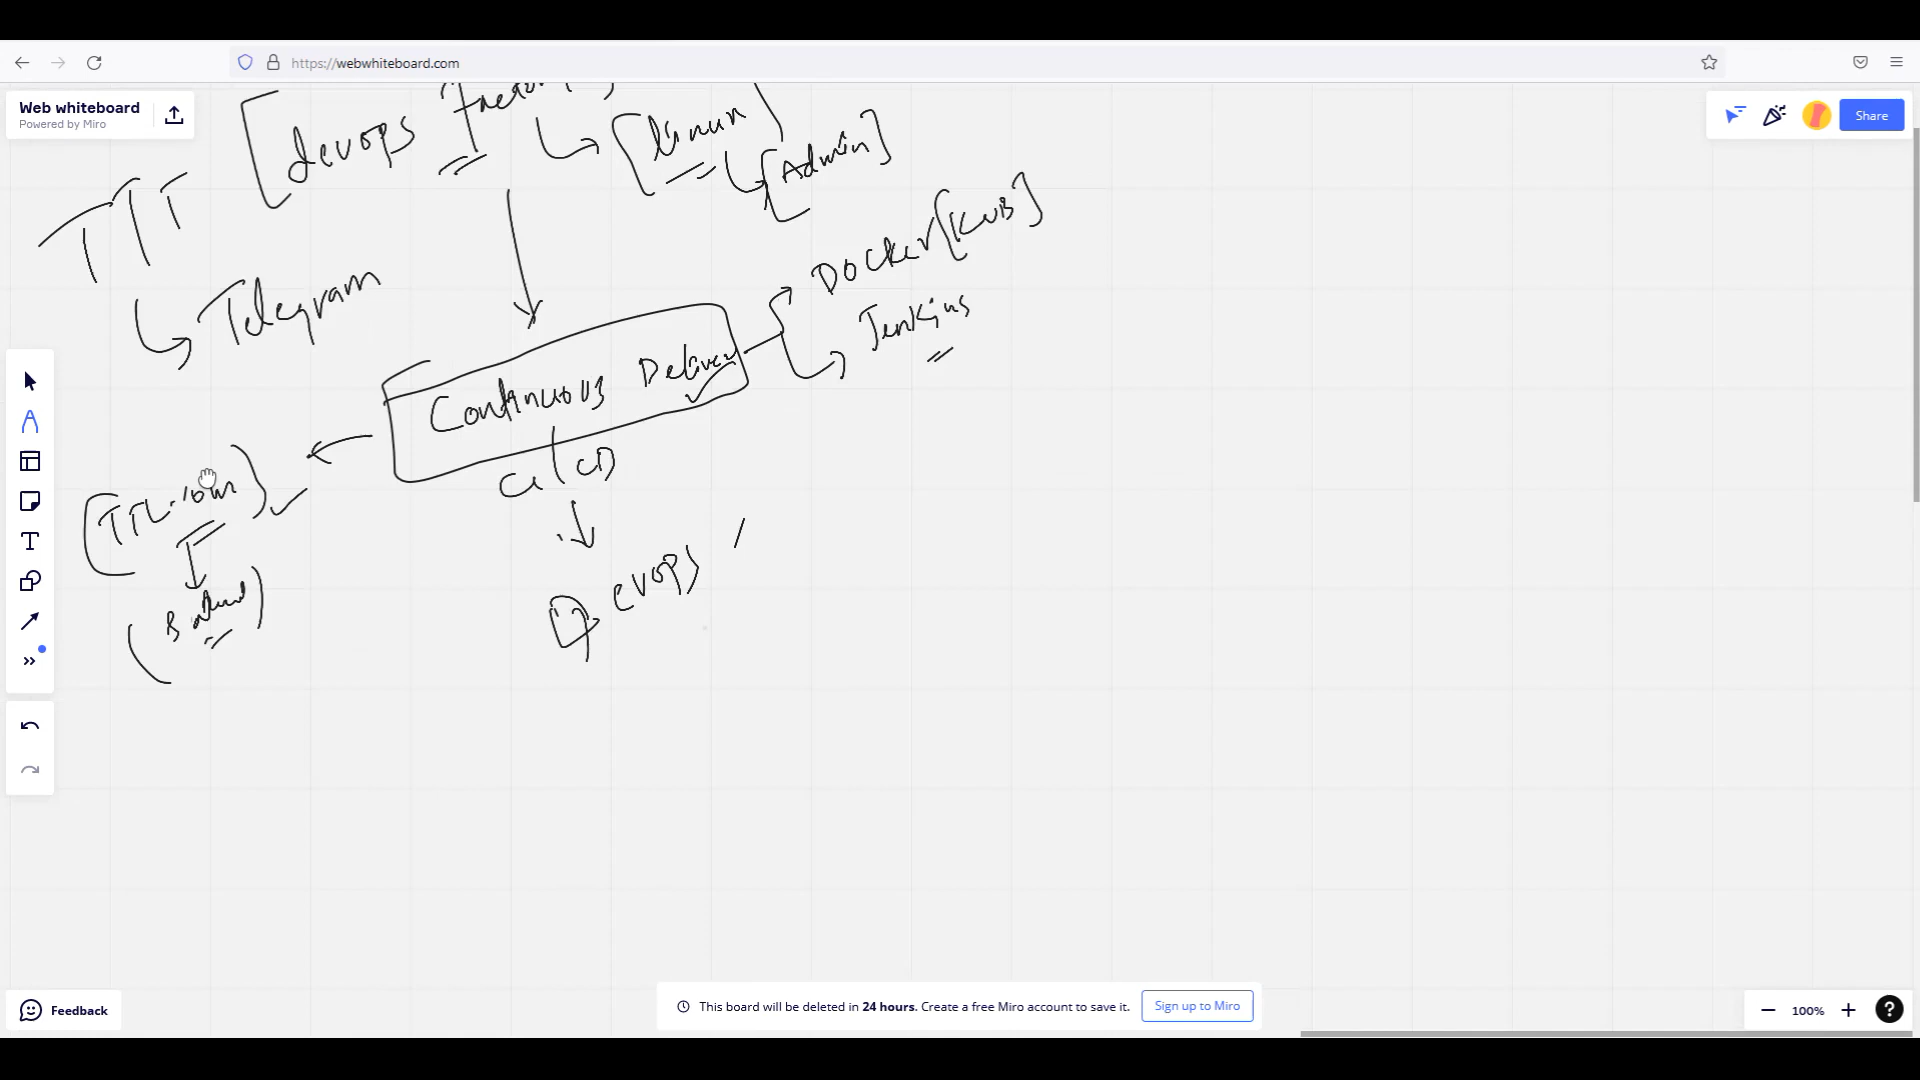 https://webwhiteboard.com
Web whiteboard
Powered by Miro
Share
[devops
[Linux
[Admin]
TTT
Telegram
Docker [KUB]
Jenkins
Continuous Deliver
CI | CD
Devops
Feedback
This board will be deleted in 24 hours. Create a free Miro account to save it.
Sign up to Miro
100%
?